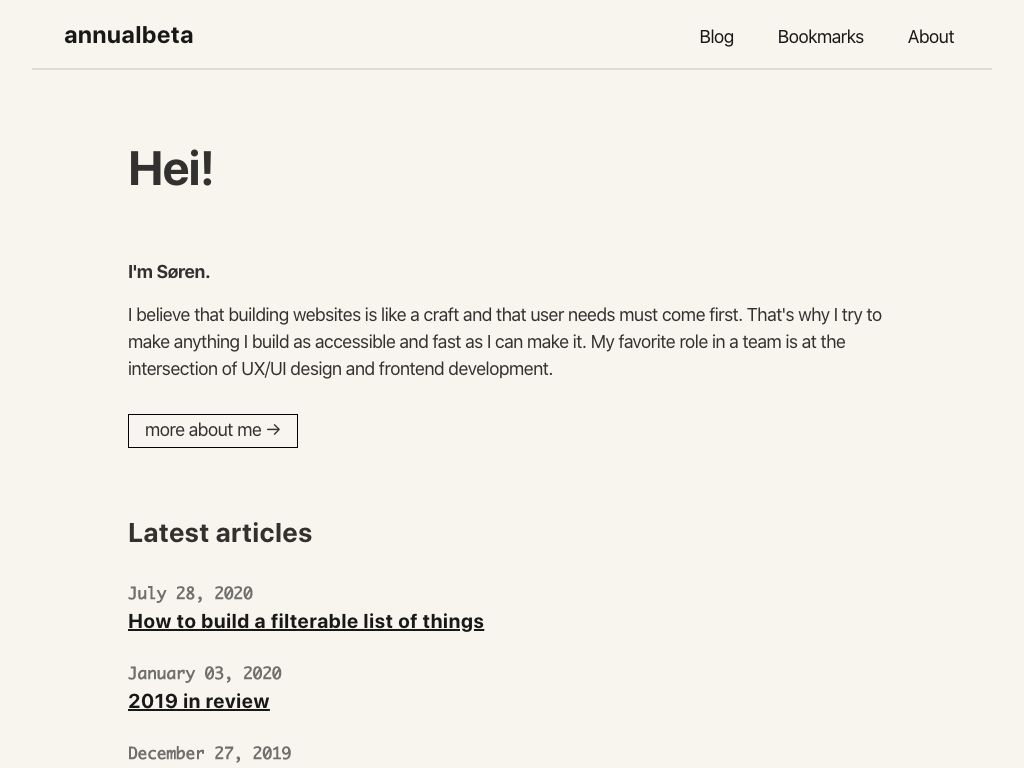 annualbeta
Blog
Bookmarks
About
Hei!
I'm Søren.
I believe that building websites is like a craft and that user needs must come first. That's why I try to
make anything I build as accessible and fast as I can make it. My favorite role in a team is at the
intersection of UX/UI design and frontend development.
more about me →
Latest articles
July 28, 2020
How to build a filterable list of things
January 03, 2020
2019 in review
December 27, 2019